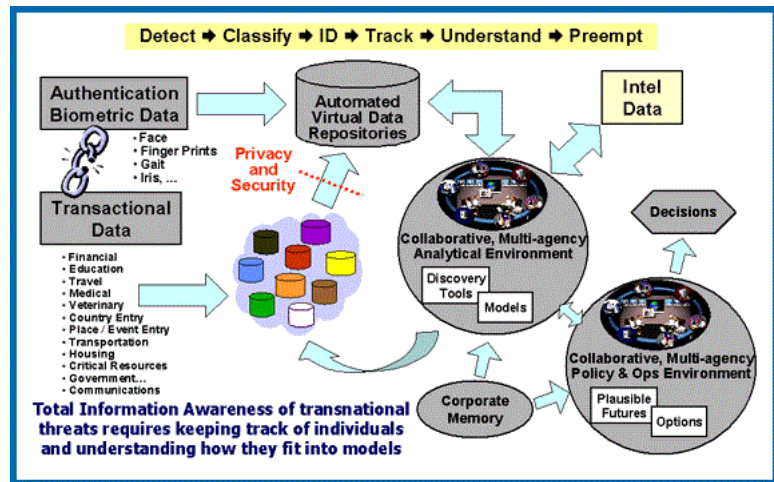 Detect ➔ Classify ➔ ID ➔ Track ➔ Understand ➔ Preempt
Authentication
Biometric Data
• Face
• Finger Prints
• Gait
• Iris, ...
Automated
Virtual Data
Repositories
Intel
Data
Privacy
and
Security
Transactional
Data
• Financial
• Education
• Travel
• Medical
• Veterinary
• Country Entry
• Place / Event Entry
• Transportation
• Housing
• Critical Resources
• Government...
• Communications
Collaborative, Multi-agency
Analytical Environment
Discovery
Tools
Models
Decisions
Collaborative, Multi-agency
Policy & Ops Environment
Plausible
Futures
Options
Corporate
Memory
Total Information Awareness of transnational
threats requires keeping track of individuals
and understanding how they fit into models